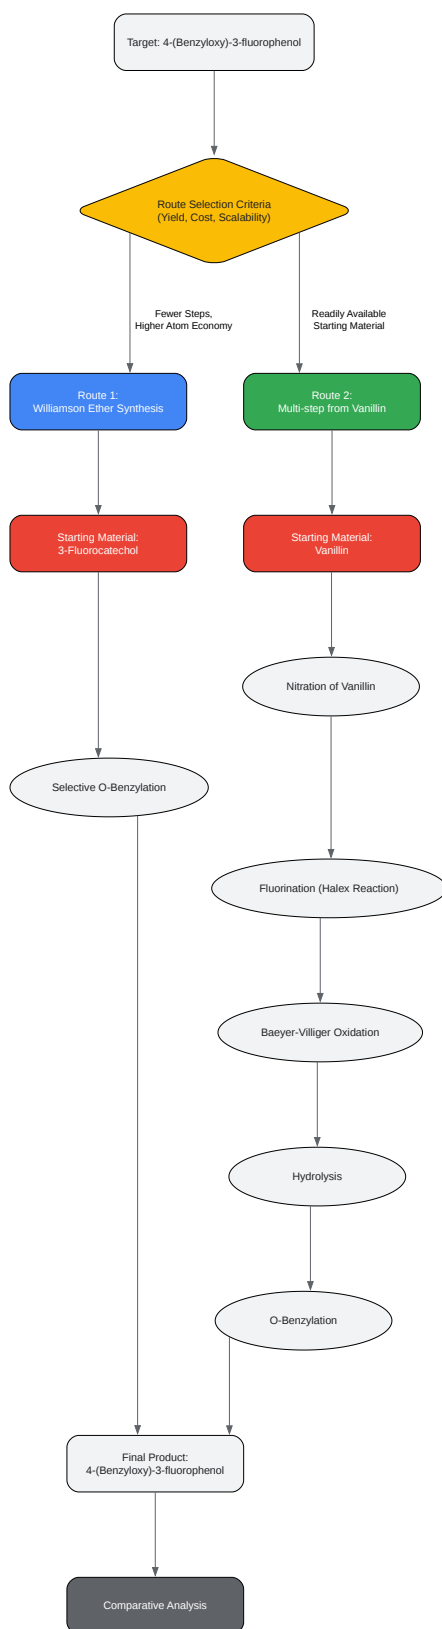 Target: 4-(Benzyloxy)-3-fluorophenol
Route Selection Criteria
(Yield, Cost, Scalability)
Fewer Steps,
Higher Atom Economy
Readily Available
Starting Material
Route 1:
Williamson Ether Synthesis
Route 2:
Multi-step from Vanillin
Starting Material:
3-Fluorocatechol
Starting Material:
Vanillin
Nitration of Vanillin
Selective O-Benzylation
Fluorination (Halex Reaction)
Baeyer-Villiger Oxidation
Hydrolysis
O-Benzylation
Final Product:
4-(Benzyloxy)-3-fluorophenol
Comparative Analysis